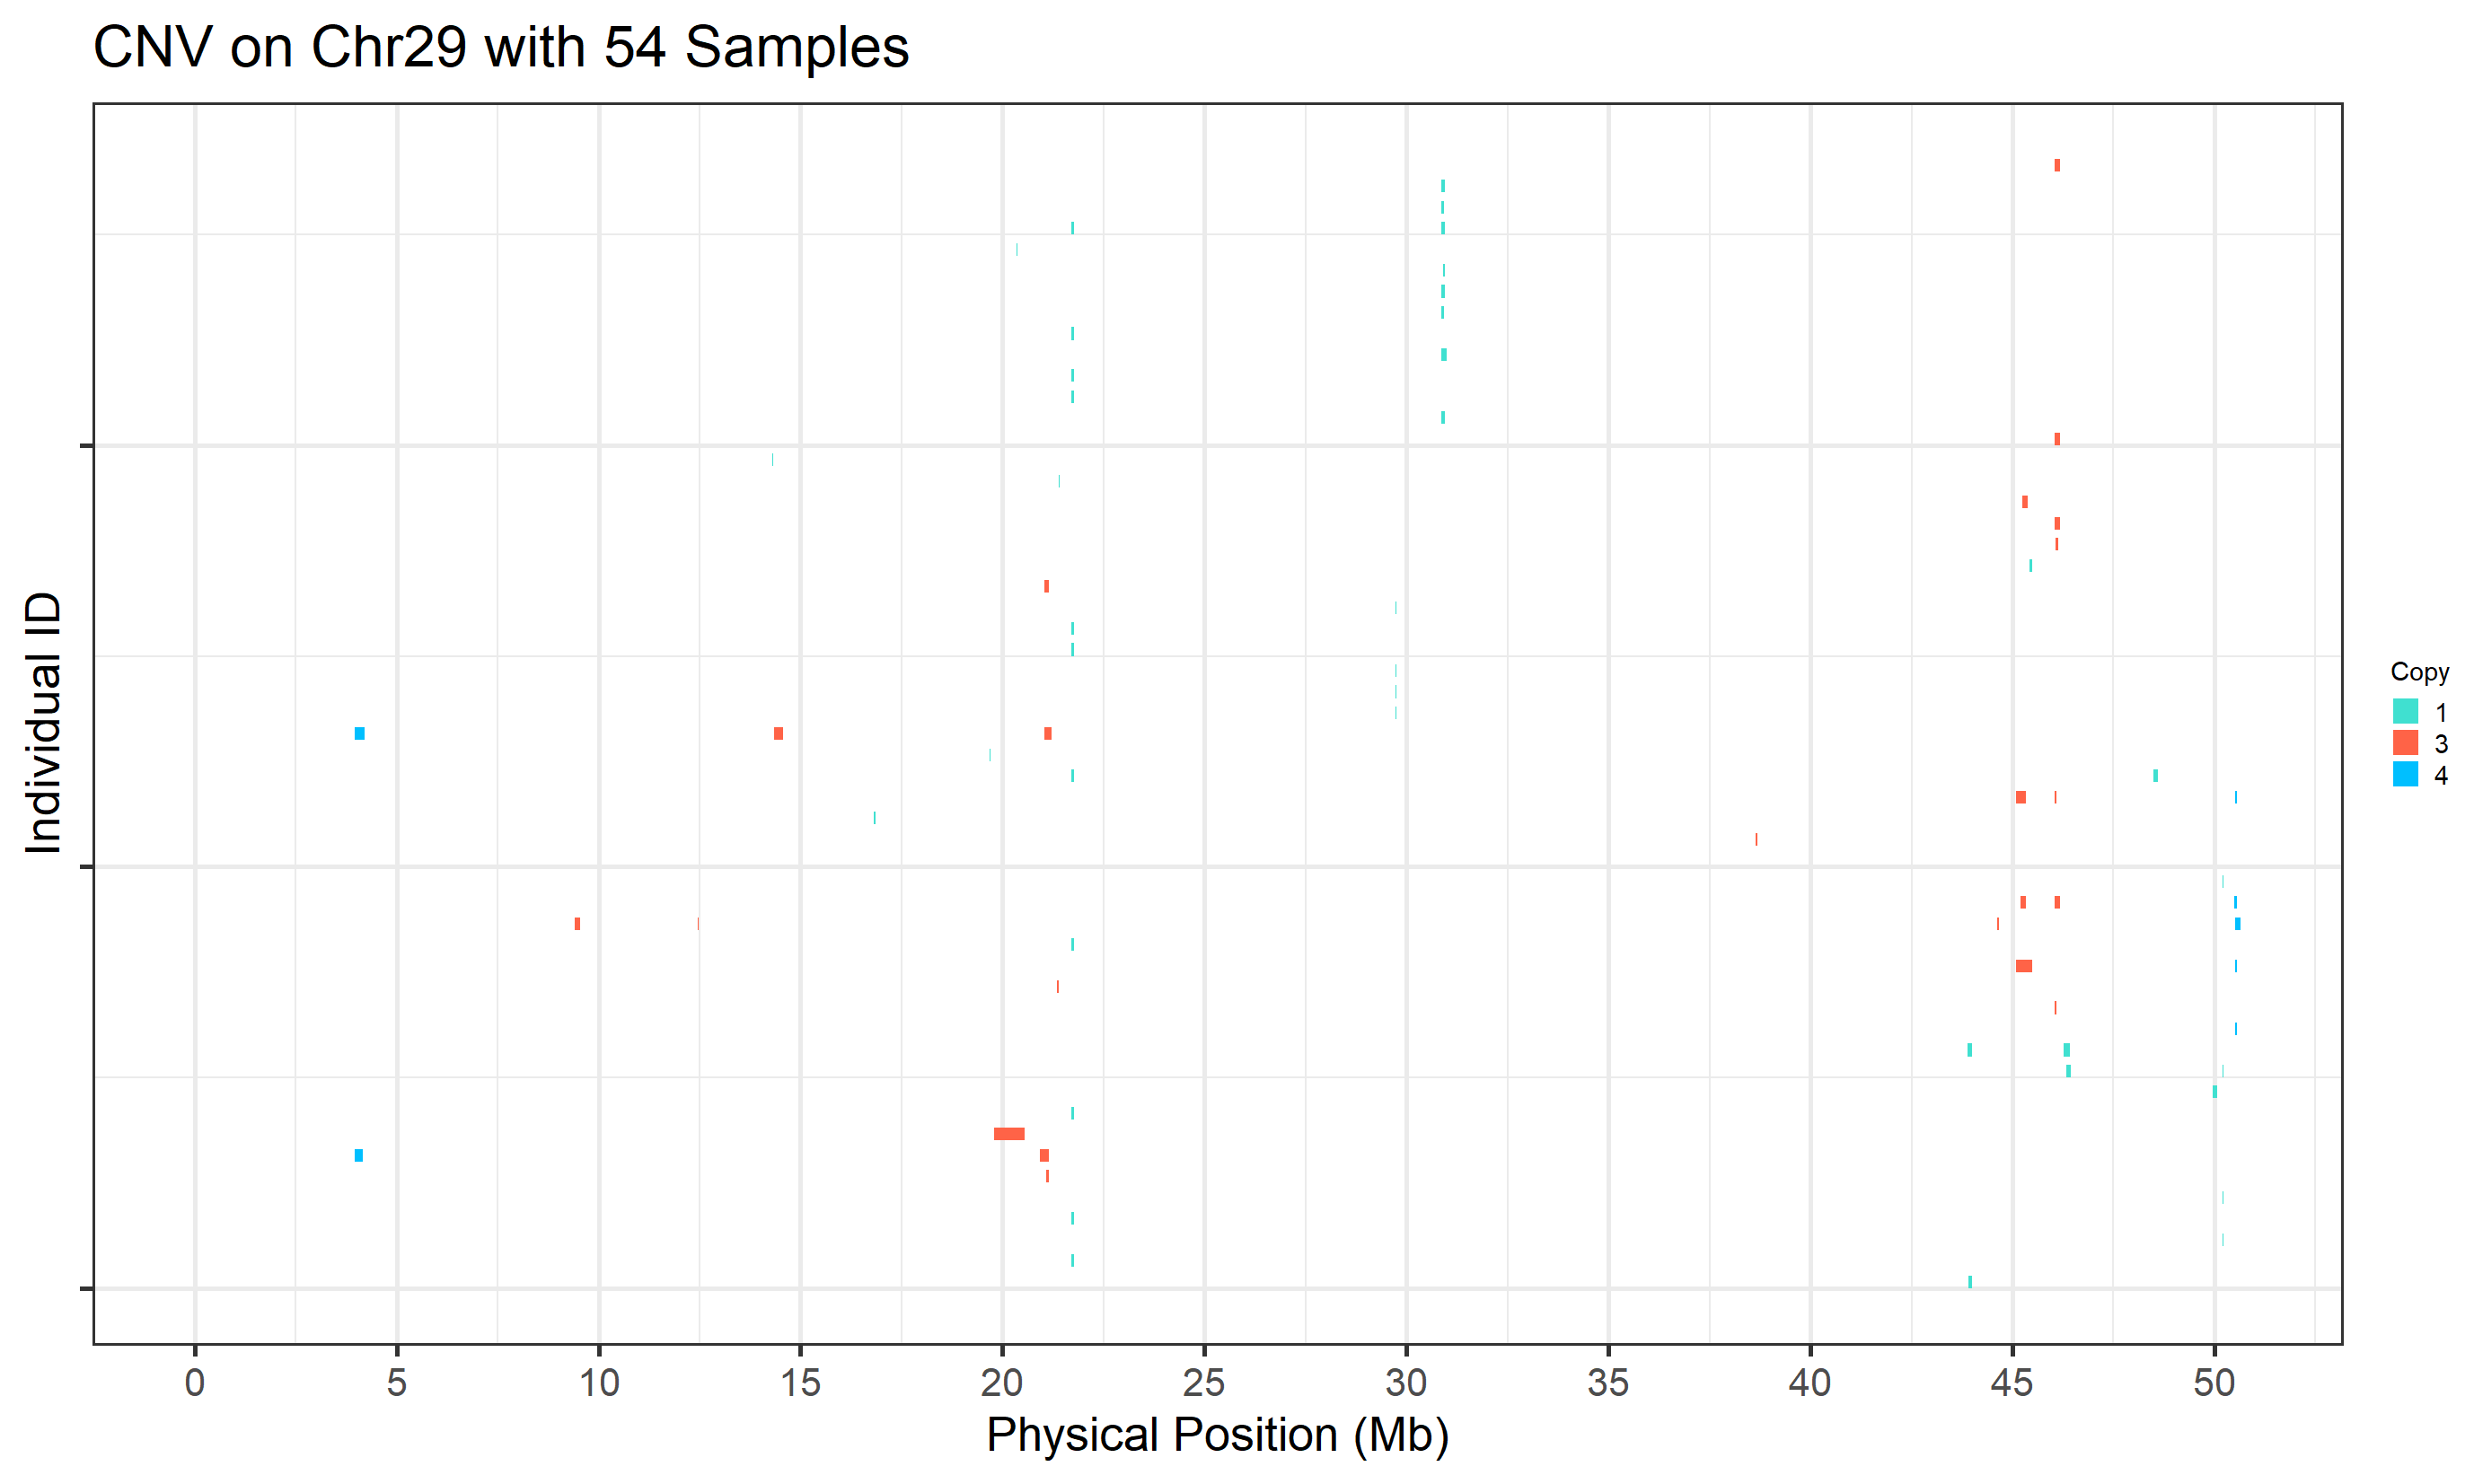 CNV on Chr29 with 54 Samples
Individual ID
Copy
1
3
4
0 5 10 15 20 25 30 35 40 45 50
Physical Position (Mb)